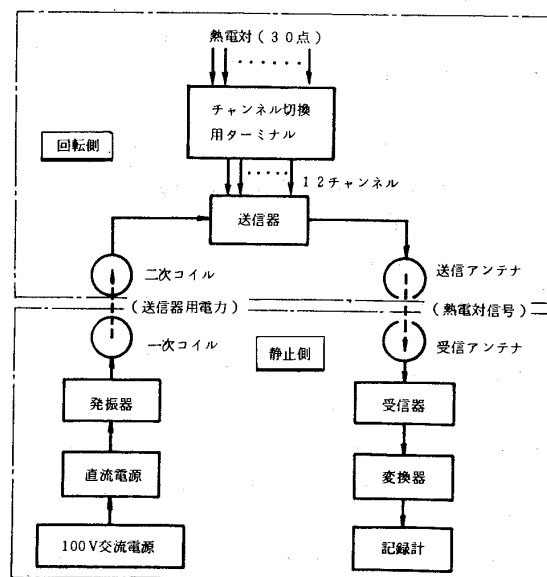 熱電対(30点)
チャンネル切換
用ターミナル
回転側
12チャンネル
送信器
二次コイル
送信アンテナ
(送信器用電力)
(熱電対信号)
一次コイル
受信アンテナ
静止側
発振器
受信器
直流電源
変換器
100V交流電源
記録計